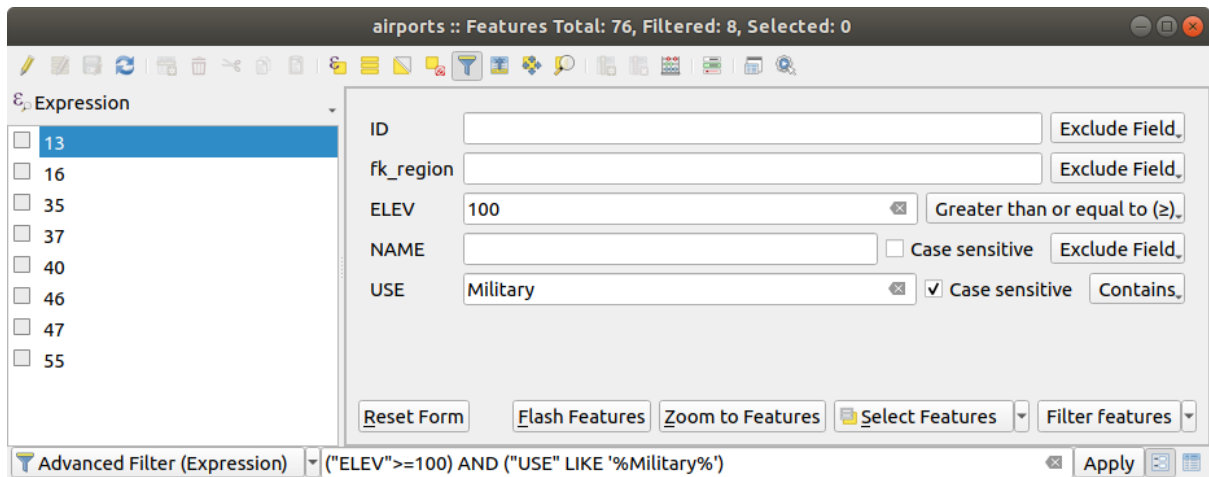 airports :: Features Total: 76, Filtered: 8, Selected: 0
Expression
13
16
35
37
40
46
47
55
ID Exclude Field
fk_region Exclude Field
ELEV 100 Greater than or equal to (≥)
NAME Case sensitive Exclude Field
USE Military Case sensitive Contains
Reset Form Flash Features Zoom to Features Select Features Filter features
Advanced Filter (Expression) ("ELEV">=100) AND ("USE" LIKE '%Military%') Apply